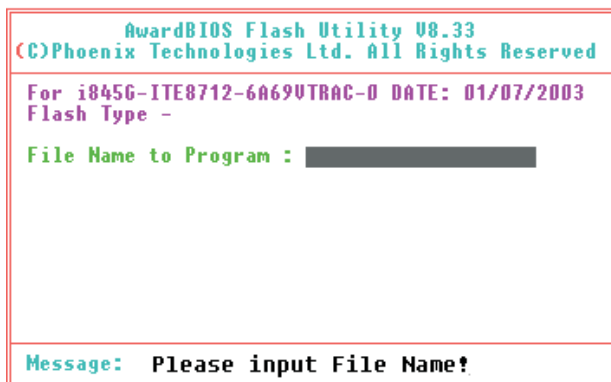 AwardBIOS Flash Utility V8.33
(C)Phoenix Technologies Ltd. All Rights Reserved
For i845G-ITE8712-6A69VTRAC-0 DATE: 01/07/2003
Flash Type -
File Name to Program :
Message: Please input File Name!